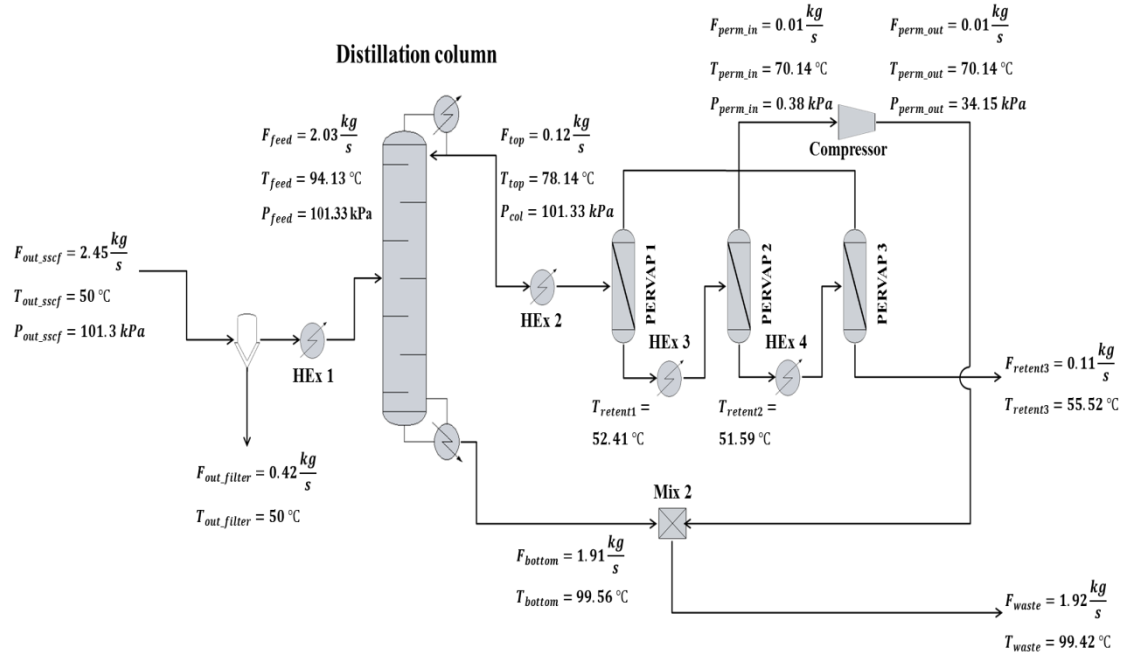 Distillation column
F_perm_in = 0.01 kg/s
T_perm_in = 70.14 ℃
P_perm_in = 0.38 kPa
F_perm_out = 0.01 kg/s
T_perm_out = 70.14 ℃
P_perm_out = 34.15 kPa
Compressor
F_feed = 2.03 kg/s
T_feed = 94.13 ℃
P_feed = 101.33 kPa
F_top = 0.12 kg/s
T_top = 78.14 ℃
P_col = 101.33 kPa
F_out_sscf = 2.45 kg/s
T_out_sscf = 50 ℃
P_out_sscf = 101.3 kPa
HEx 1
HEx 2
PERVAP 1
HEx 3
PERVAP 2
HEx 4
PERVAP 3
T_retent1 =
52.41 ℃
T_retent2 =
51.59 ℃
F_retent3 = 0.11 kg/s
T_retent3 = 55.52 ℃
F_out_filter = 0.42 kg/s
T_out_filter = 50 ℃
Mix 2
F_bottom = 1.91 kg/s
T_bottom = 99.56 ℃
F_waste = 1.92 kg/s
T_waste = 99.42 ℃